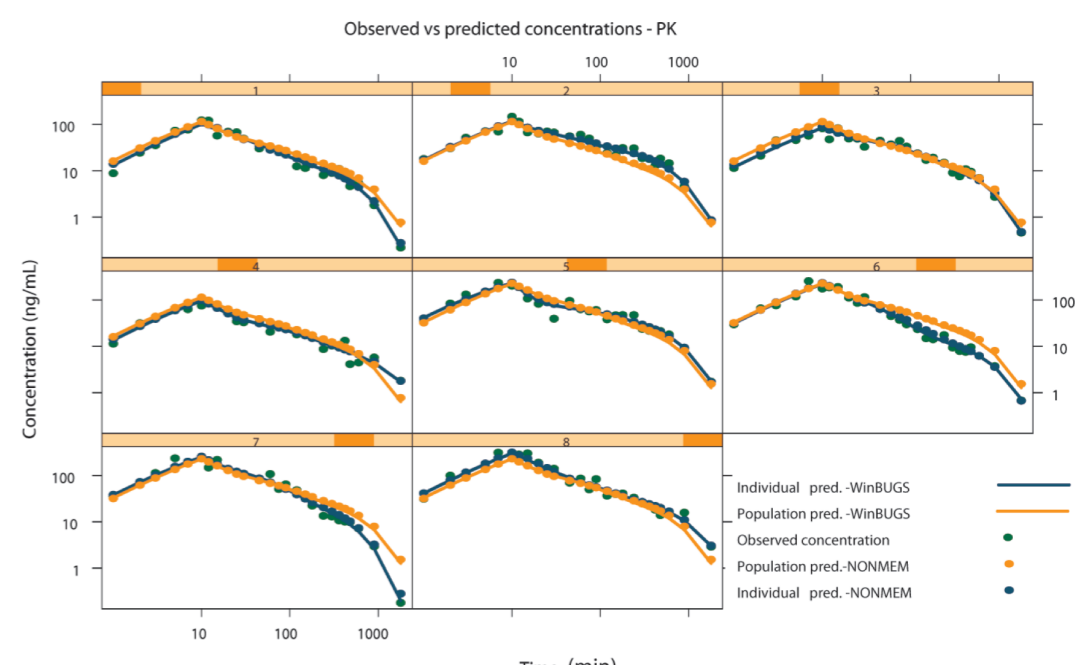 Observed vs predicted concentrations - PK
10 100 1000
1 2 3
100
10
1
4 5 6
100
10
1
Concentration (ng/mL)
7 8
100
10
1
Individual pred.-WinBUGS
Population pred.-WinBUGS
Observed concentration
Population pred.-NONMEM
Individual pred.-NONMEM
10 100 1000
Time (min)